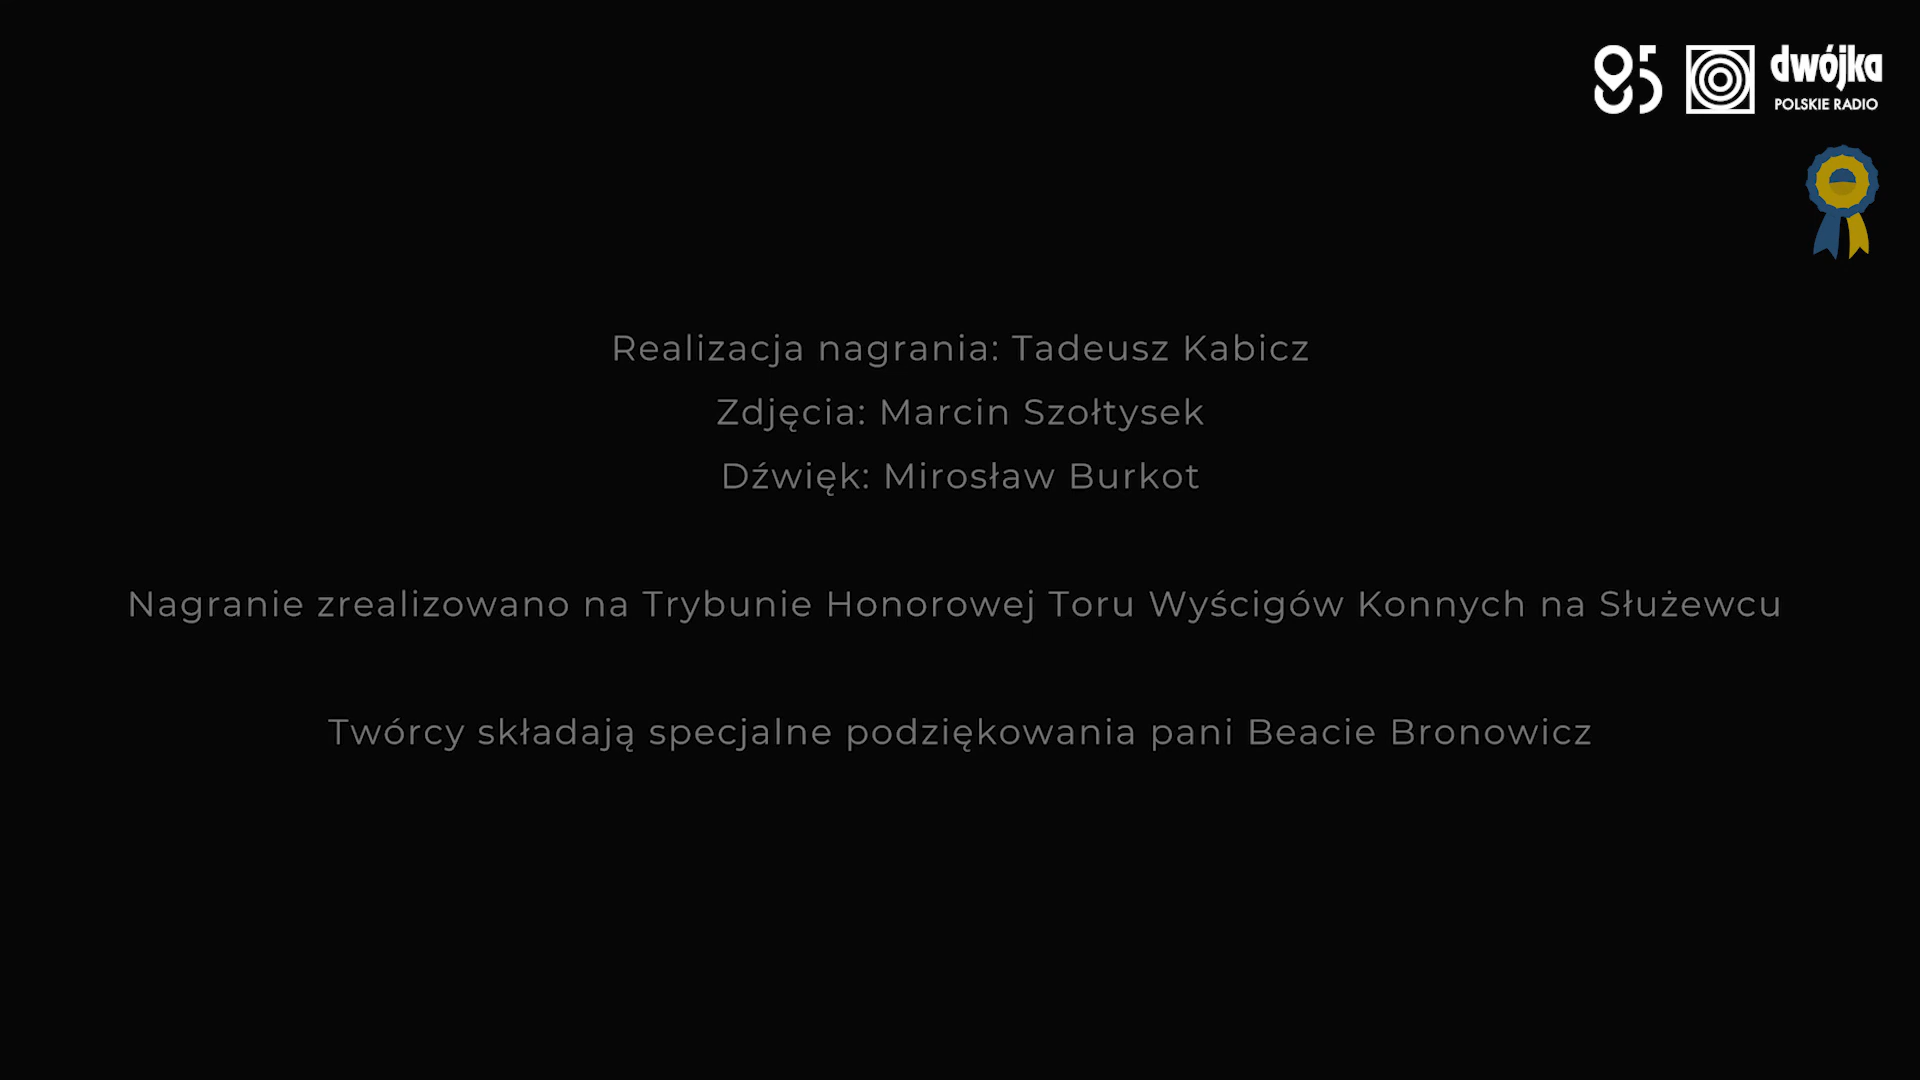 85
dwójka
POLSKIE RADIO
Realizacja nagrania: Tadeusz Kabicz
Zdjęcia: Marcin Szołtysek
Dźwięk: Mirosław Burkot
Nagranie zrealizowano na Trybunie Honorowej Toru Wyścigów Konnych na Służewcu
Twórcy składają specjalne podziękowania pani Beacie Bronowicz